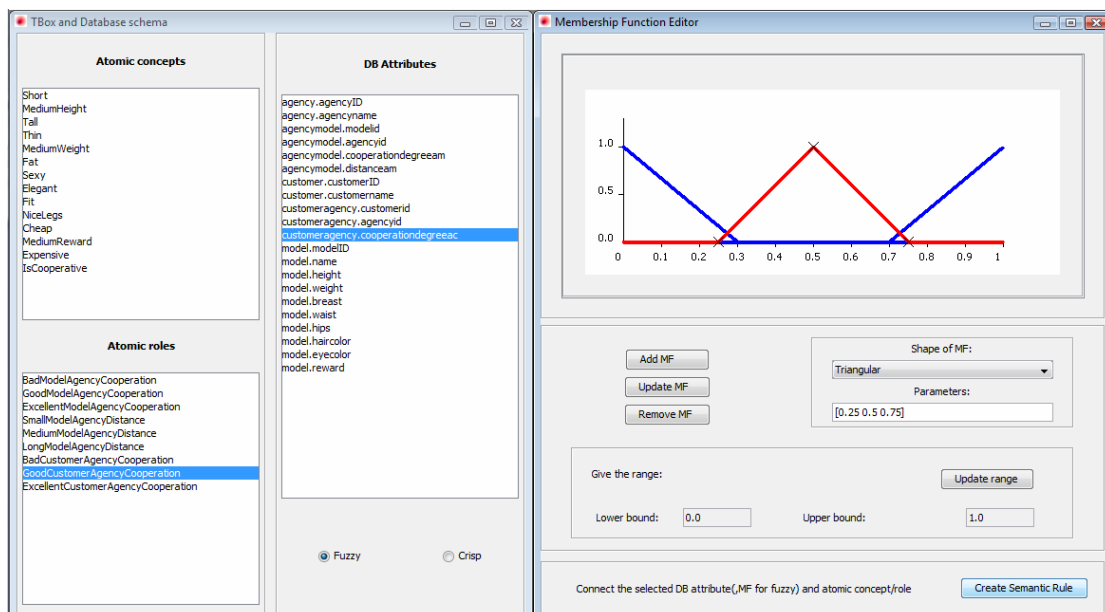 TBox and Database schema
Atomic concepts
Short
MediumHeight
Tall
Thin
MediumWeight
Fat
Sexy
Elegant
Fit
NiceLegs
Cheap
MediumReward
Expensive
IsCooperative
Atomic roles
BadModelAgencyCooperation
GoodModelAgencyCooperation
ExcellentModelAgencyCooperation
SmallModelAgencyDistance
MediumModelAgencyDistance
LongModelAgencyDistance
BadCustomerAgencyCooperation
GoodCustomerAgencyCooperation
ExcellentCustomerAgencyCooperation
DB Attributes
agency.agencyID
agency.agencyname
agencymodel.modelid
agencymodel.agencyid
agencymodel.cooperationdegreeam
agencymodel.distanceam
customer.customerID
customer.customername
customeragency.customerid
customeragency.agencyid
customeragency.cooperationdegreeac
model.modelID
model.name
model.height
model.weight
model.breast
model.waist
model.hips
model.haircolor
model.eyecolor
model.reward
Fuzzy Crisp
Membership Function Editor
1.0
0.5
0.0
0 0.1 0.2 0.3 0.4 0.5 0.6 0.7 0.8 0.9 1
Add MF
Update MF
Remove MF
Shape of MF:
Triangular
Parameters:
[0.25 0.5 0.75]
Give the range:
Update range
Lower bound: 0.0 Upper bound: 1.0
Connect the selected DB attribute(,MF for fuzzy) and atomic concept/role
Create Semantic Rule